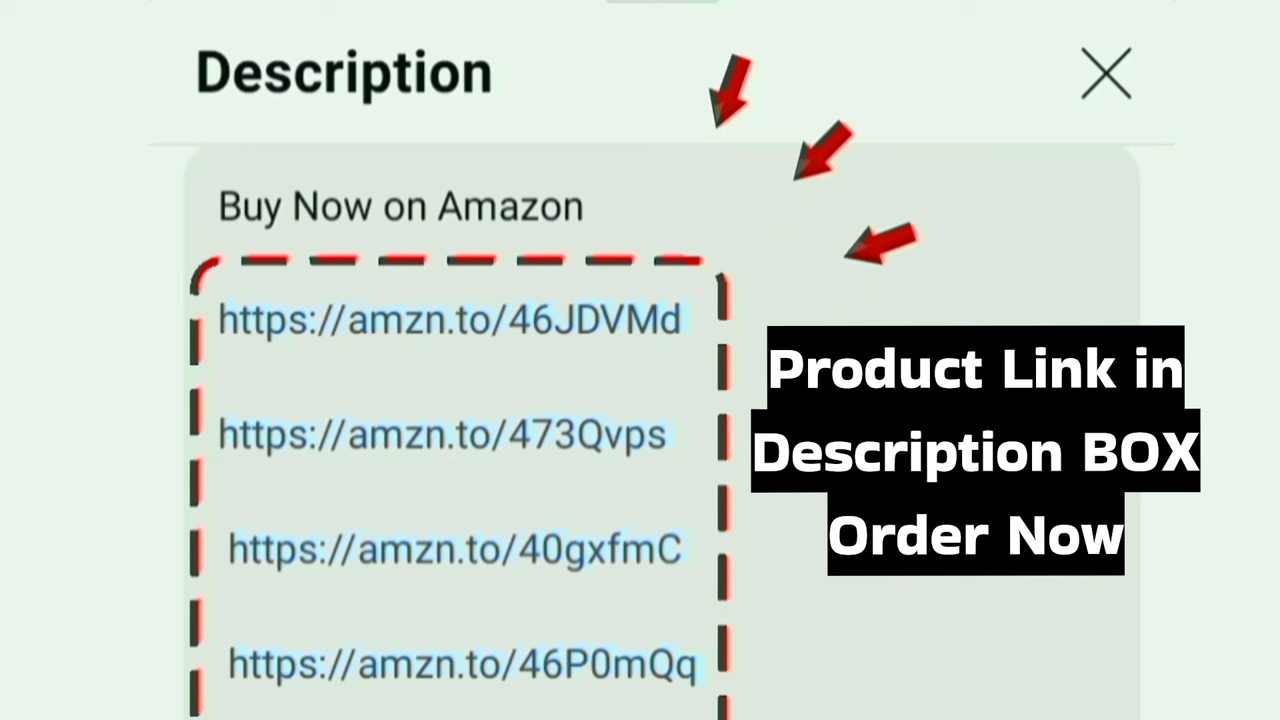 Description
Buy Now on Amazon
https://amzn.to/46JDVMd
https://amzn.to/473Qvps
https://amzn.to/40gxfmC
https://amzn.to/46P0mQq
Product Link in
Description BOX
Order Now